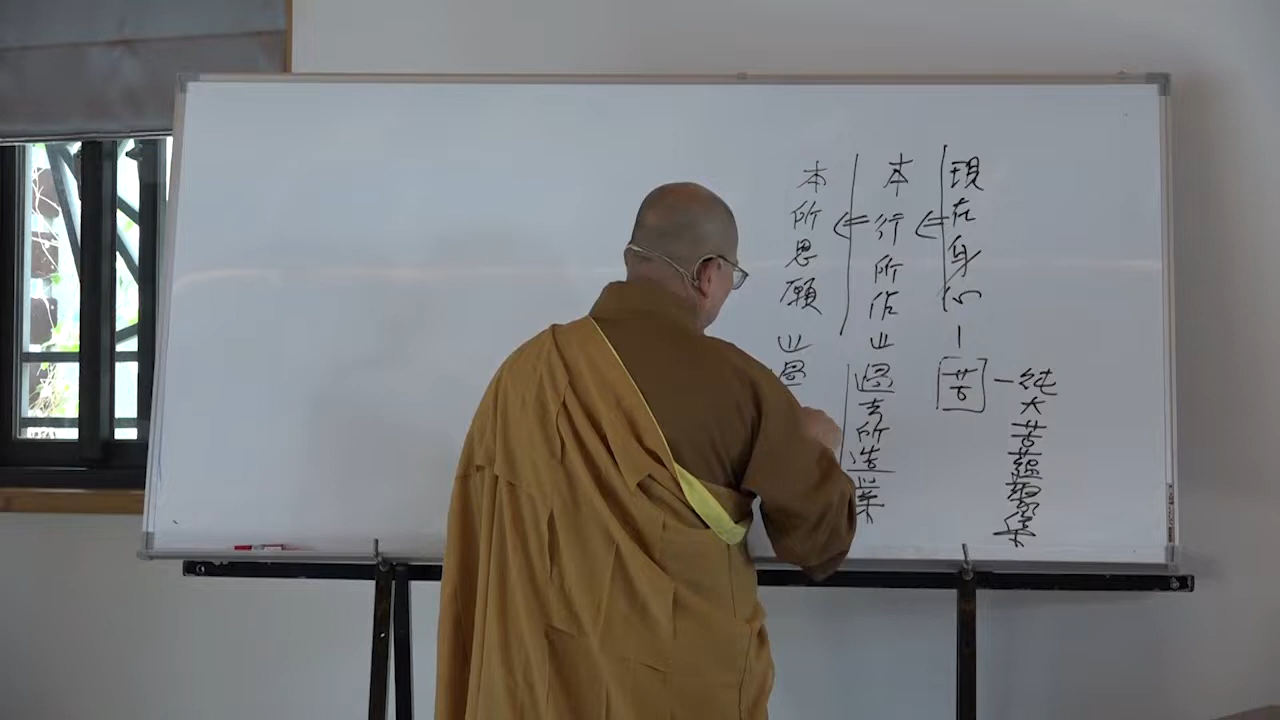 純大苦蘊聚集
現在身心—苦
本行所作业過去所造業
本所思願业過